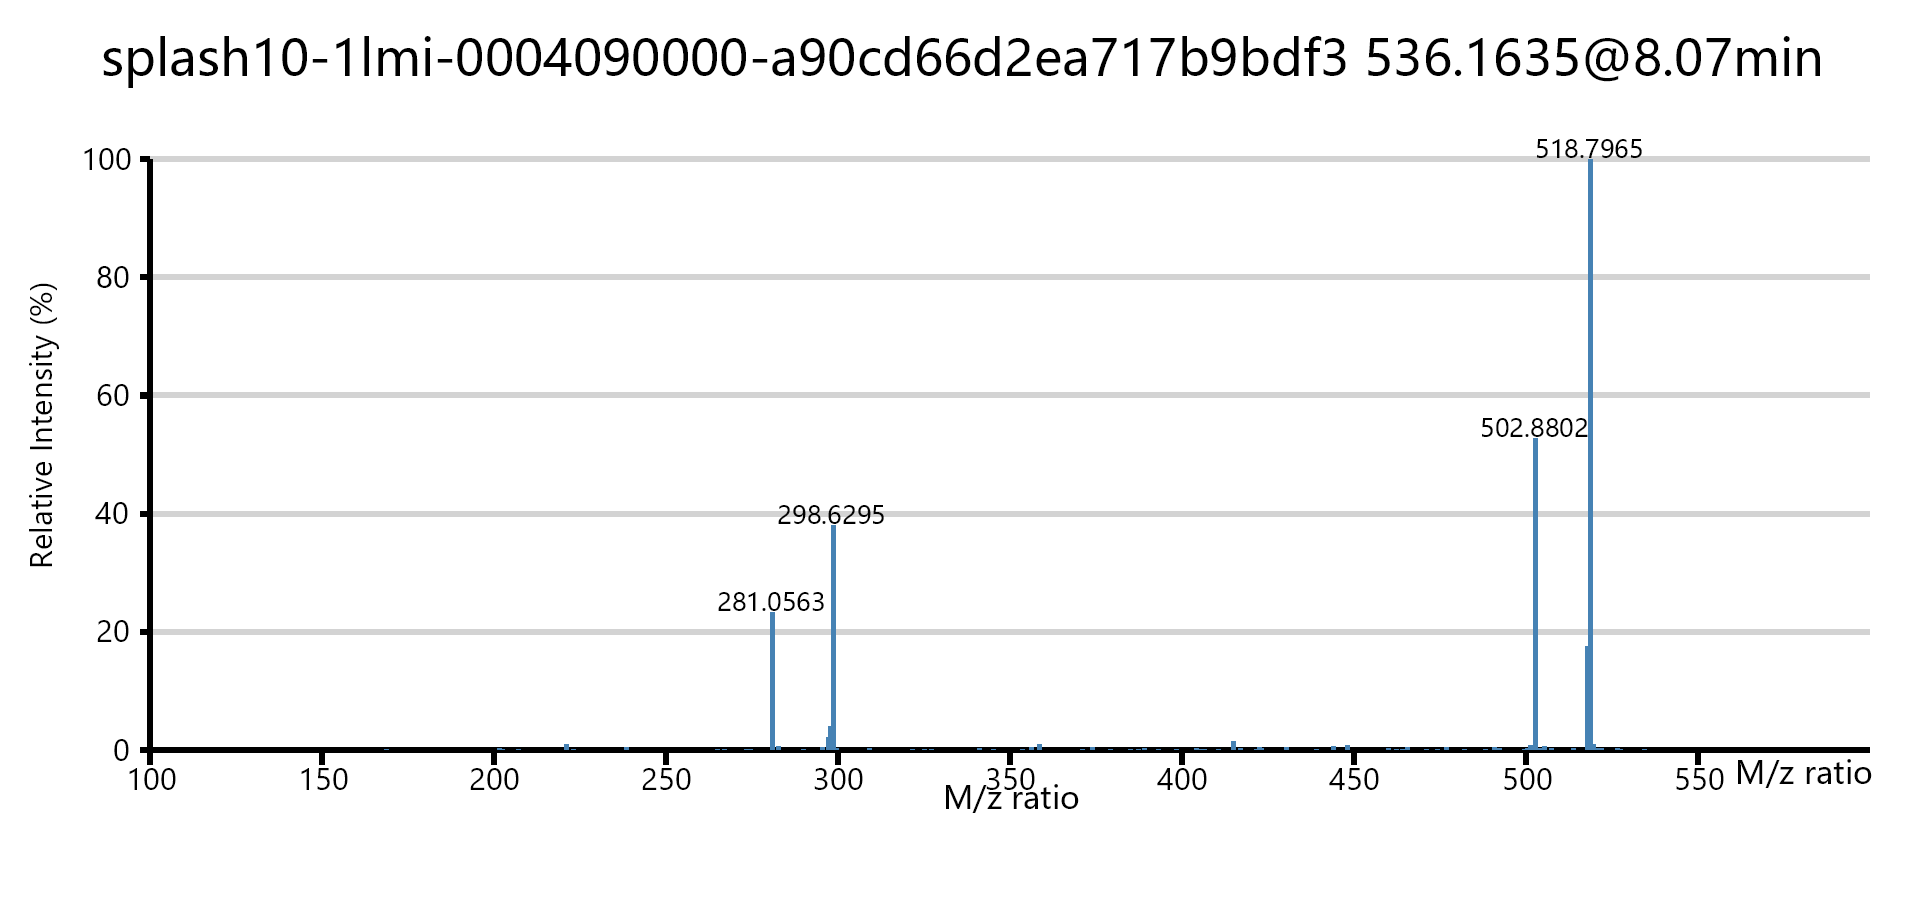 splash10-1lmi-0004090000-a90cd66d2ea717b9bdf3 536.1635@8.07min
518.7965
100
80
Relative Intensity (%)
60
502.8802
40
298.6295
281.0563
20
0
100 150 200 250 300 350 400 450 500 550 M/z ratio
M/z ratio